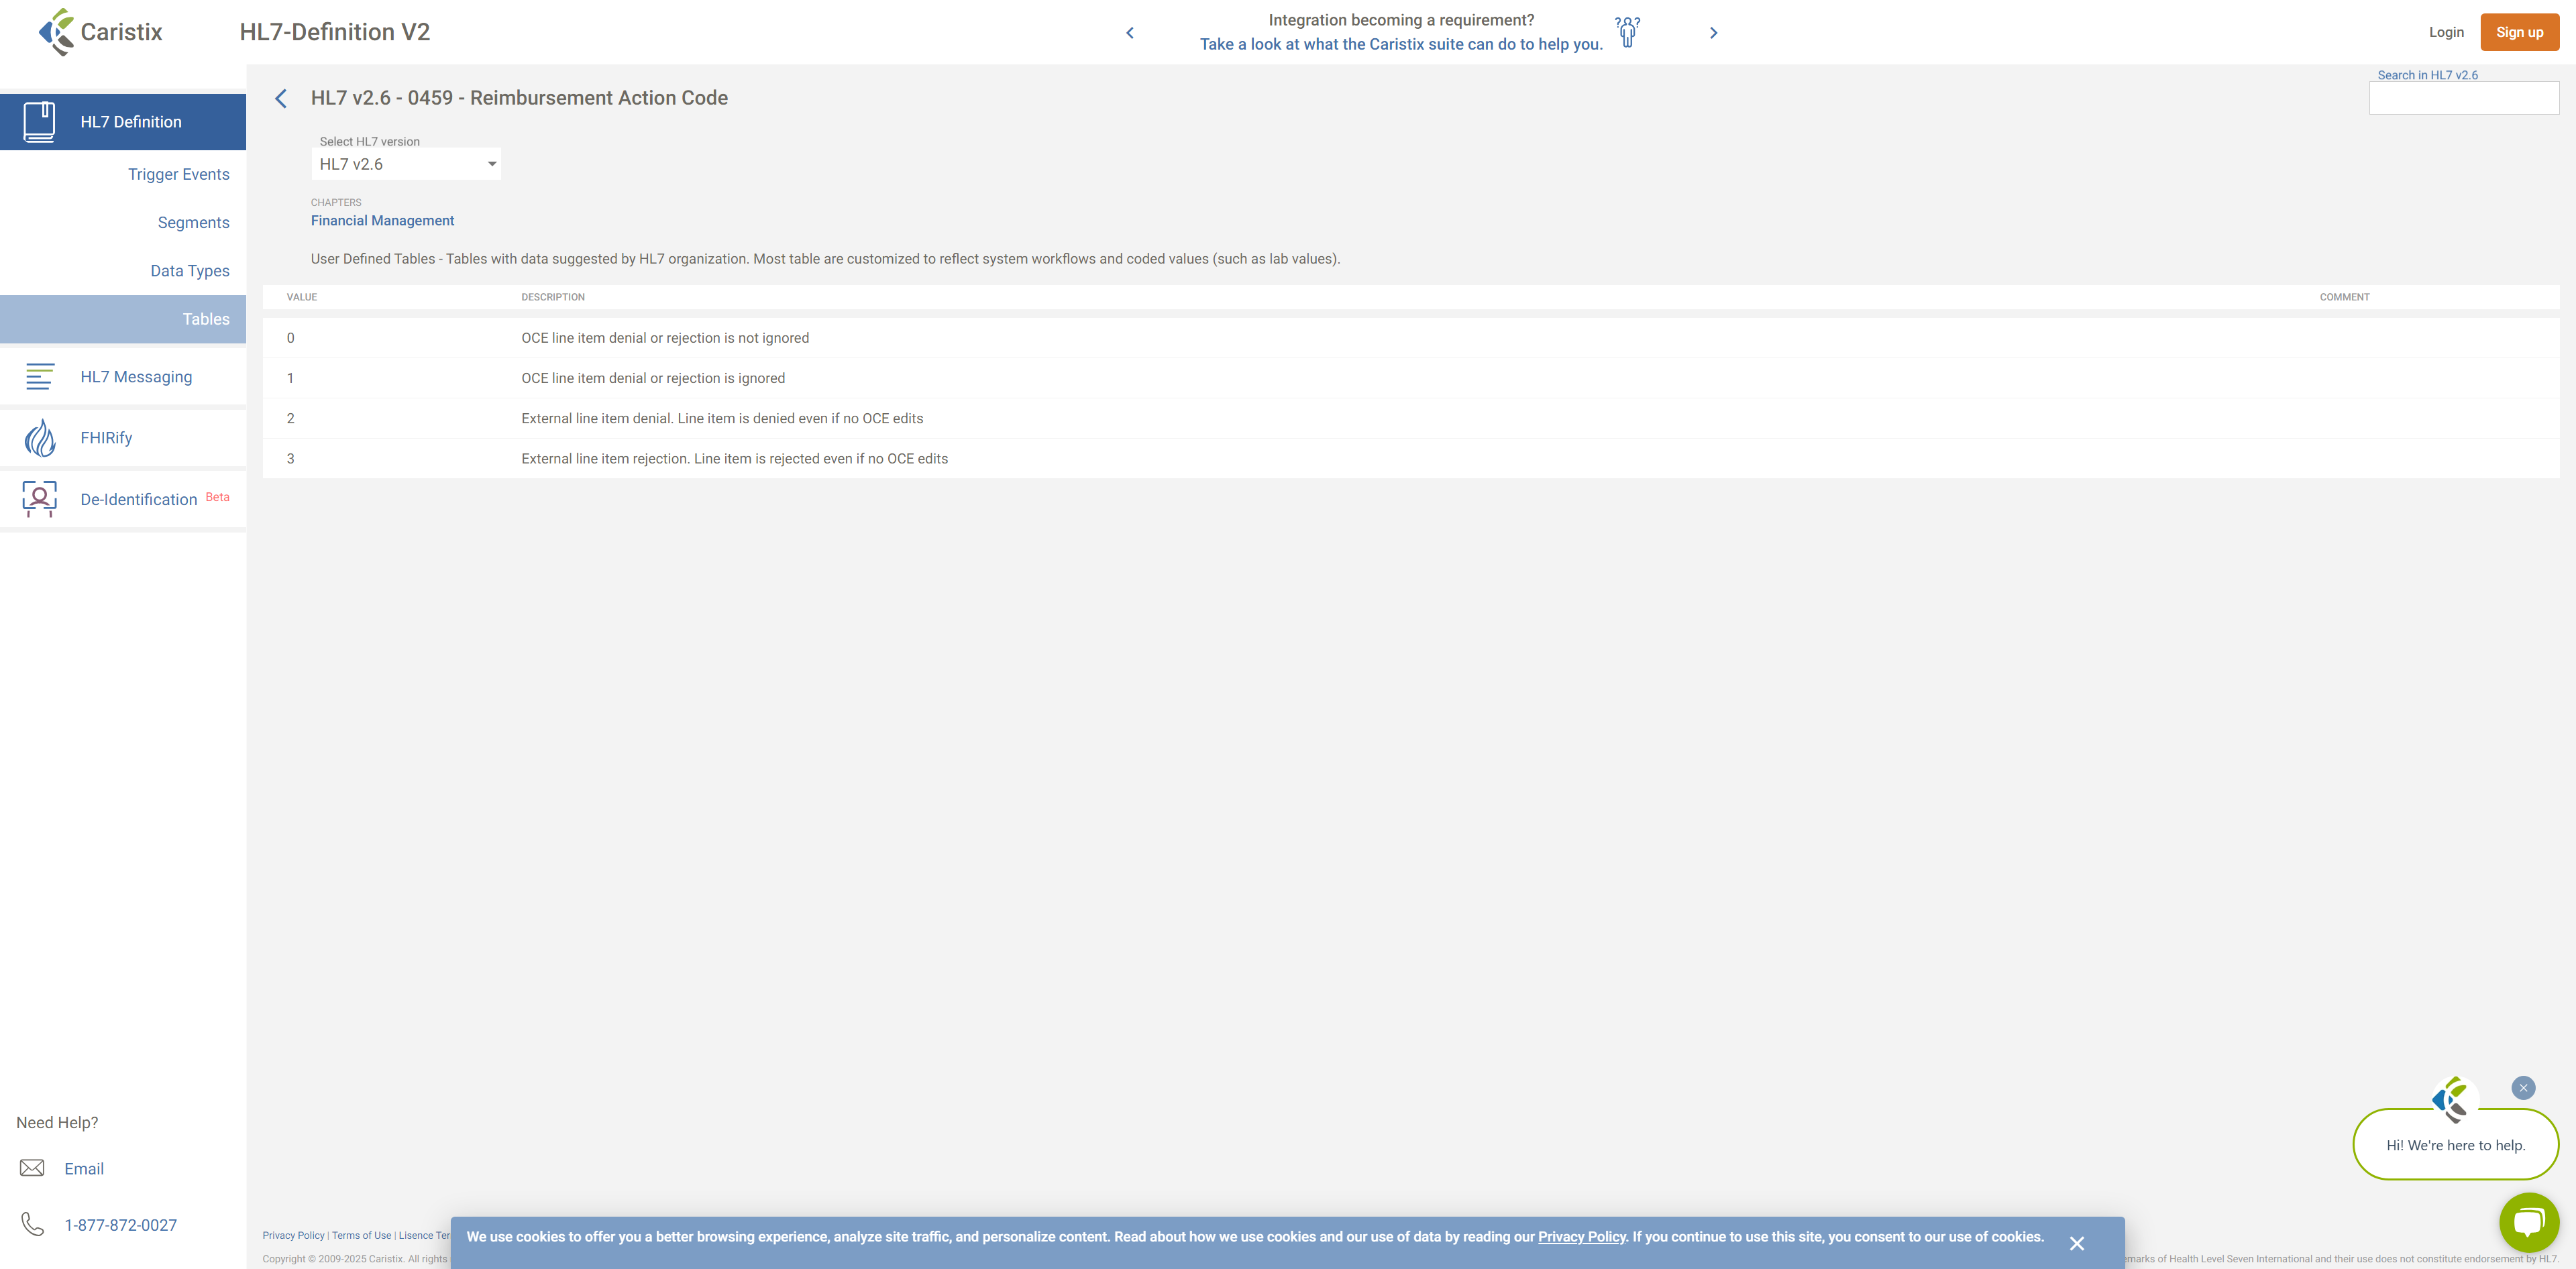 Caristix
HL7-Definition V2
Integration becoming a requirement?
Take a look at what the Caristix suite can do to help you.
Login
Sign up
HL7 Definition
Trigger Events
Segments
Data Types
Tables
HL7 Messaging
FHIRify
De-Identification Beta
Need Help?
Email
1-877-872-0027
HL7 v2.6 - 0459 - Reimbursement Action Code
Search in HL7 v2.6
Select HL7 version
HL7 v2.6
CHAPTERS
Financial Management
User Defined Tables - Tables with data suggested by HL7 organization. Most table are customized to reflect system workflows and coded values (such as lab values).
VALUE DESCRIPTION COMMENT
0 OCE line item denial or rejection is not ignored
1 OCE line item denial or rejection is ignored
2 External line item denial. Line item is denied even if no OCE edits
3 External line item rejection. Line item is rejected even if no OCE edits
Hi! We're here to help.
Privacy Policy | Terms of Use | Lisence Ter
We use cookies to offer you a better browsing experience, analyze site traffic, and personalize content. Read about how we use cookies and our use of data by reading our Privacy Policy. If you continue to use this site, you consent to our use of cookies.
Copyright © 2009-2025 Caristix. All rights
emarks of Health Level Seven International and their use does not constitute endorsement by HL7.